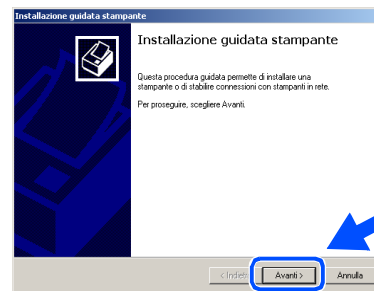 Installazione guidata stampante
Installazione guidata stampante
Questa procedura guidata permette di installare una
stampante o di stabilire connessioni con stampanti in rete.
Per proseguire, scegliere Avanti.
Avanti > Annulla